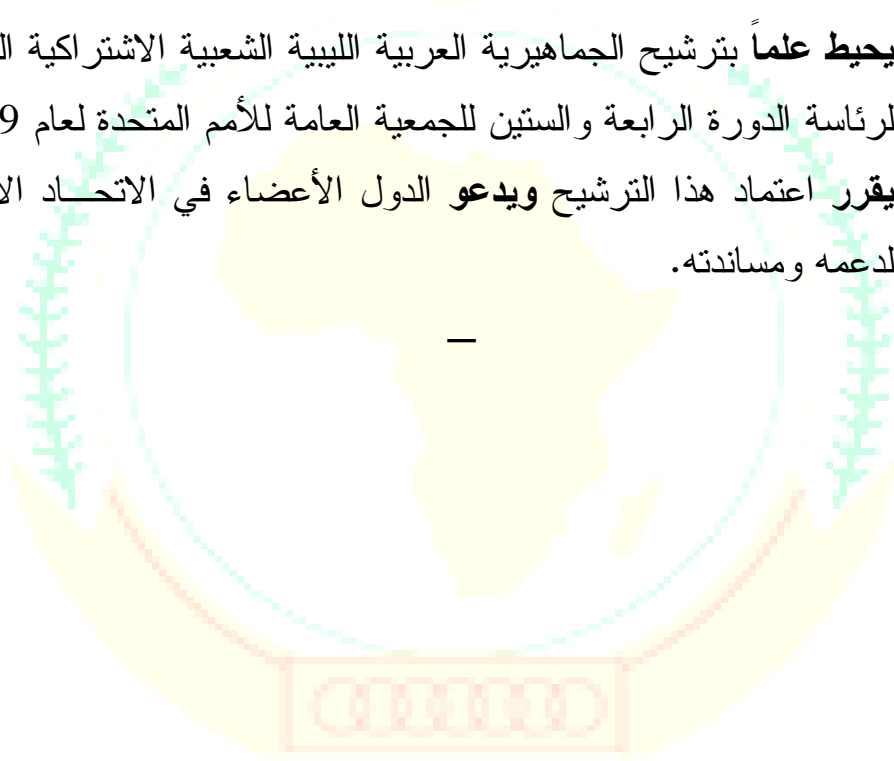 يحيط علماً بترشيح الجماهيرية العربية الليبية الشعبية الاشتراكية
لرئاسة الدورة الرابعة والستين للجمعية العامة للأمم المتحدة لعام
يقرر اعتماد هذا الترشيح ويدعو الدول الأعضاء في الاتحـــاد
لدعمه ومساندته.
–